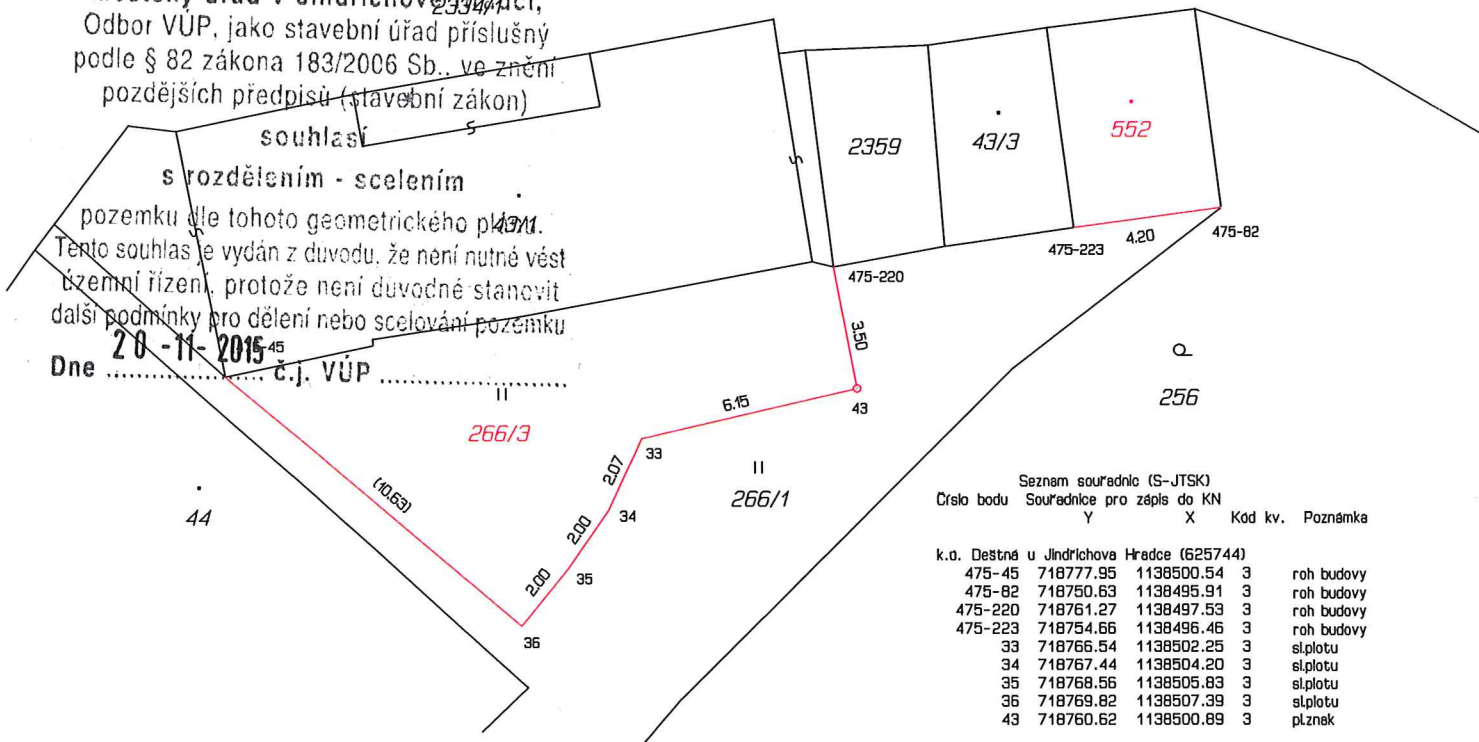 2334/1
Odbor VÚP, jako stavební úřad příslušný
podle § 82 zákona 183/2006 Sb., ve znění
pozdějších předpisů (stavební zákon)
souhlasí
s rozdělením - scelením
pozemku dle tohoto geometrického plánu.
43/1
Tento souhlas je vydán z důvodu, že není nutné vést
územní řízení, protože není důvodné stanovit
další podmínky pro dělení nebo scelování pozemku
Dne 20 -11- 2015 č.j. VÚP
-45
2359
43/3
552
475-220
475-223
4.20
475-82
3.50
43
6.15
33
2.07
34
2.00
35
2.00
36
(10.63)
266/3
266/1
256
44
Seznam souřadnic (S-JTSK)
Číslo bodu Souřadnice pro zápis do KN
Y X Kód kv. Poznámka
k.ú. Deštná u Jindřichova Hradce (625744)
475-45 718777.95 1138500.54 3 roh budovy
475-82 718750.63 1138495.91 3 roh budovy
475-220 718761.27 1138497.53 3 roh budovy
475-223 718754.66 1138496.46 3 roh budovy
33 718766.54 1138502.25 3 sl.plotu
34 718767.44 1138504.20 3 sl.plotu
35 718768.56 1138505.83 3 sl.plotu
36 718769.82 1138507.39 3 sl.plotu
43 718760.62 1138500.89 3 pl.znak